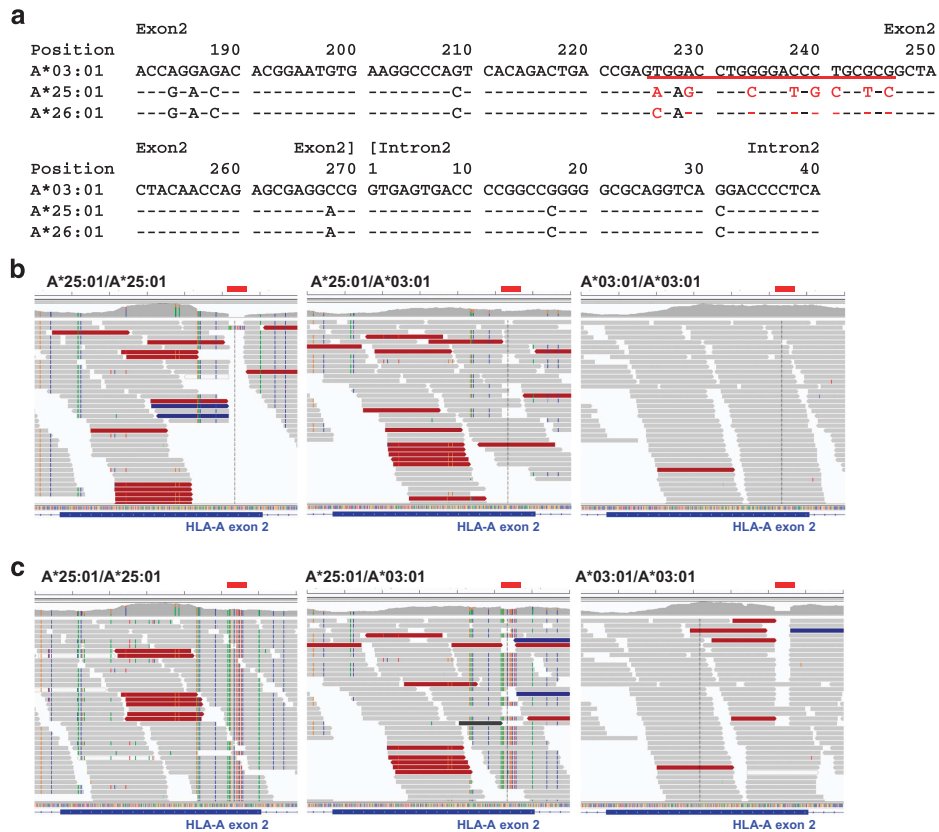 a
Exon2 Exon2
Position 190 200 210 220 230 240 250
A*03:01 ACCAGGAGAC ACGGAATGTG AAGGCCCAGT CACAGACTGA CCGAGTGGAC CTGGGGACCC TGCGCGGCTA
A*25:01 ---G-A-C-- ---------- --------C- ---------- -----A-AG- ---C---T-G C--T-C----
A*26:01 ---G-A-C-- ---------- --------C- ---------- -----C-A-- ---------- ----------
Exon2 Exon2] [Intron2 Intron2
Position 260 270 1 10 20 30 40
A*03:01 CTACAACCAG AGCGAGGCCG GTGAGTGACC CCGGCCGGGG GCGCAGGTCA GGACCCCTCA
A*25:01 ---------- -------A-- ---------- ------C--- ---------- C---------
A*26:01 ---------- -------A-- ---------- ------C--- ---------- C---------
b
A*25:01/A*25:01 A*25:01/A*03:01 A*03:01/A*03:01
HLA-A exon 2 HLA-A exon 2 HLA-A exon 2
c
A*25:01/A*25:01 A*25:01/A*03:01 A*03:01/A*03:01
HLA-A exon 2 HLA-A exon 2 HLA-A exon 2